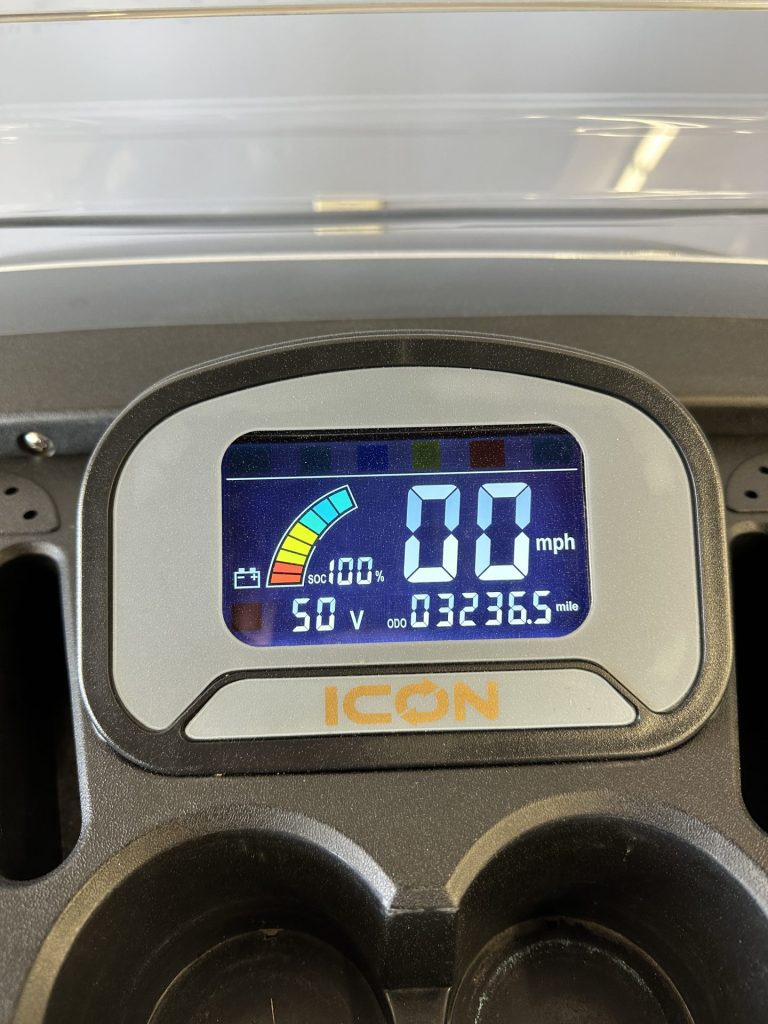 00 mph
SOC 100 %
50 V ODO 03236.5 mile
ICON